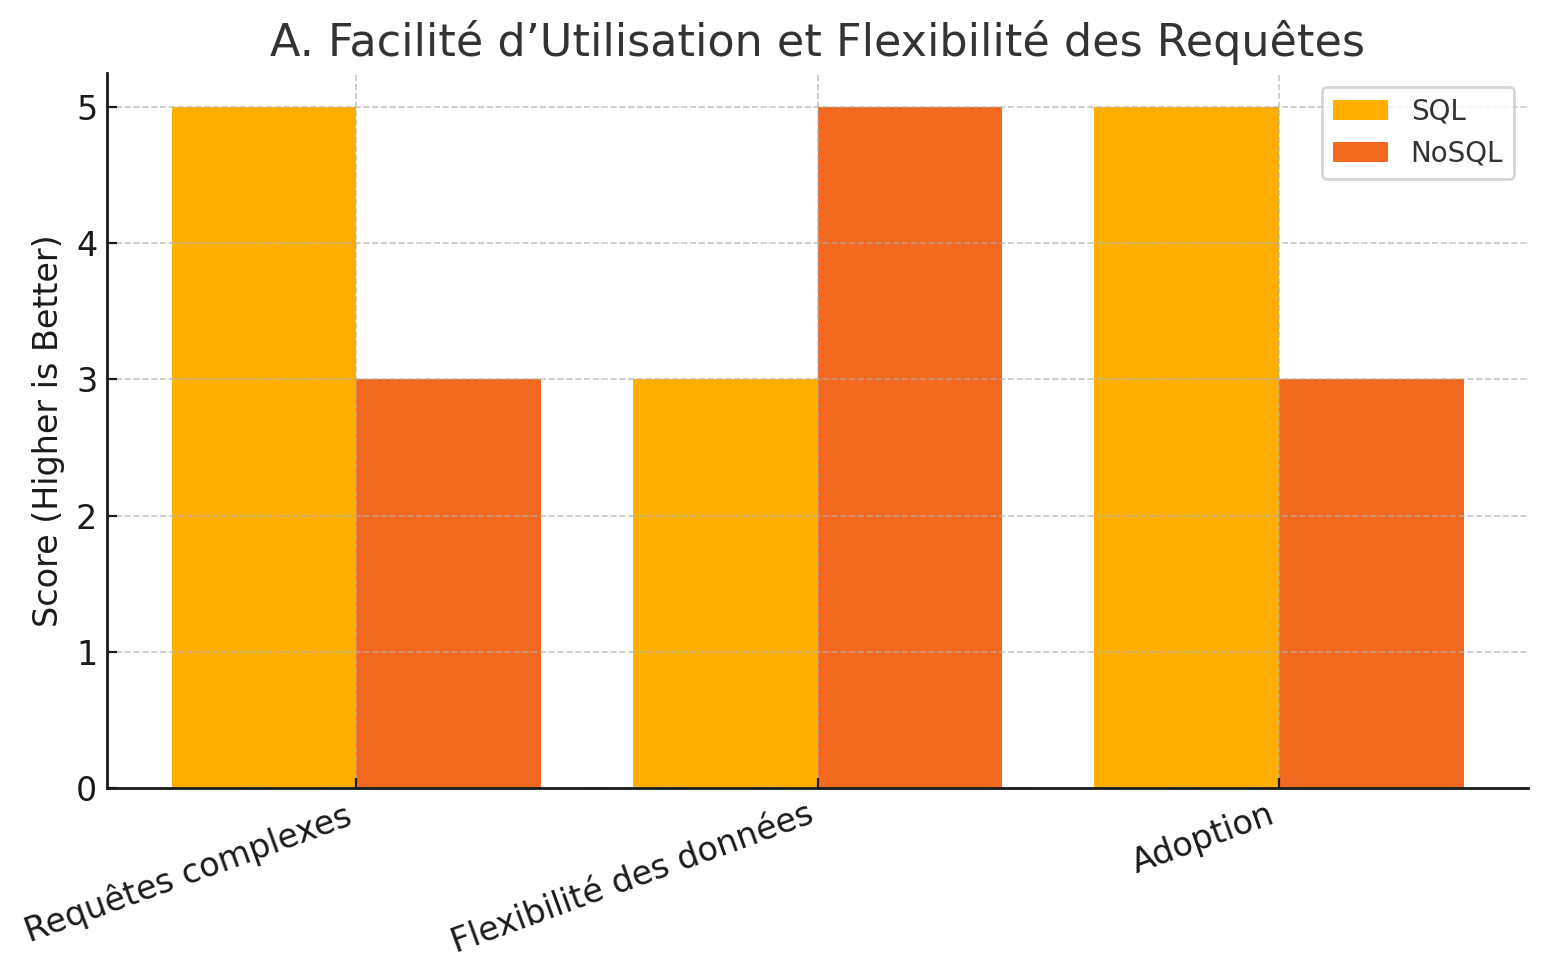 A. Facilité d’Utilisation et Flexibilité des Requêtes
SQL
NoSQL
Score (Higher is Better)
5
4
3
2
1
0
Requêtes complexes
Flexibilité des données
Adoption